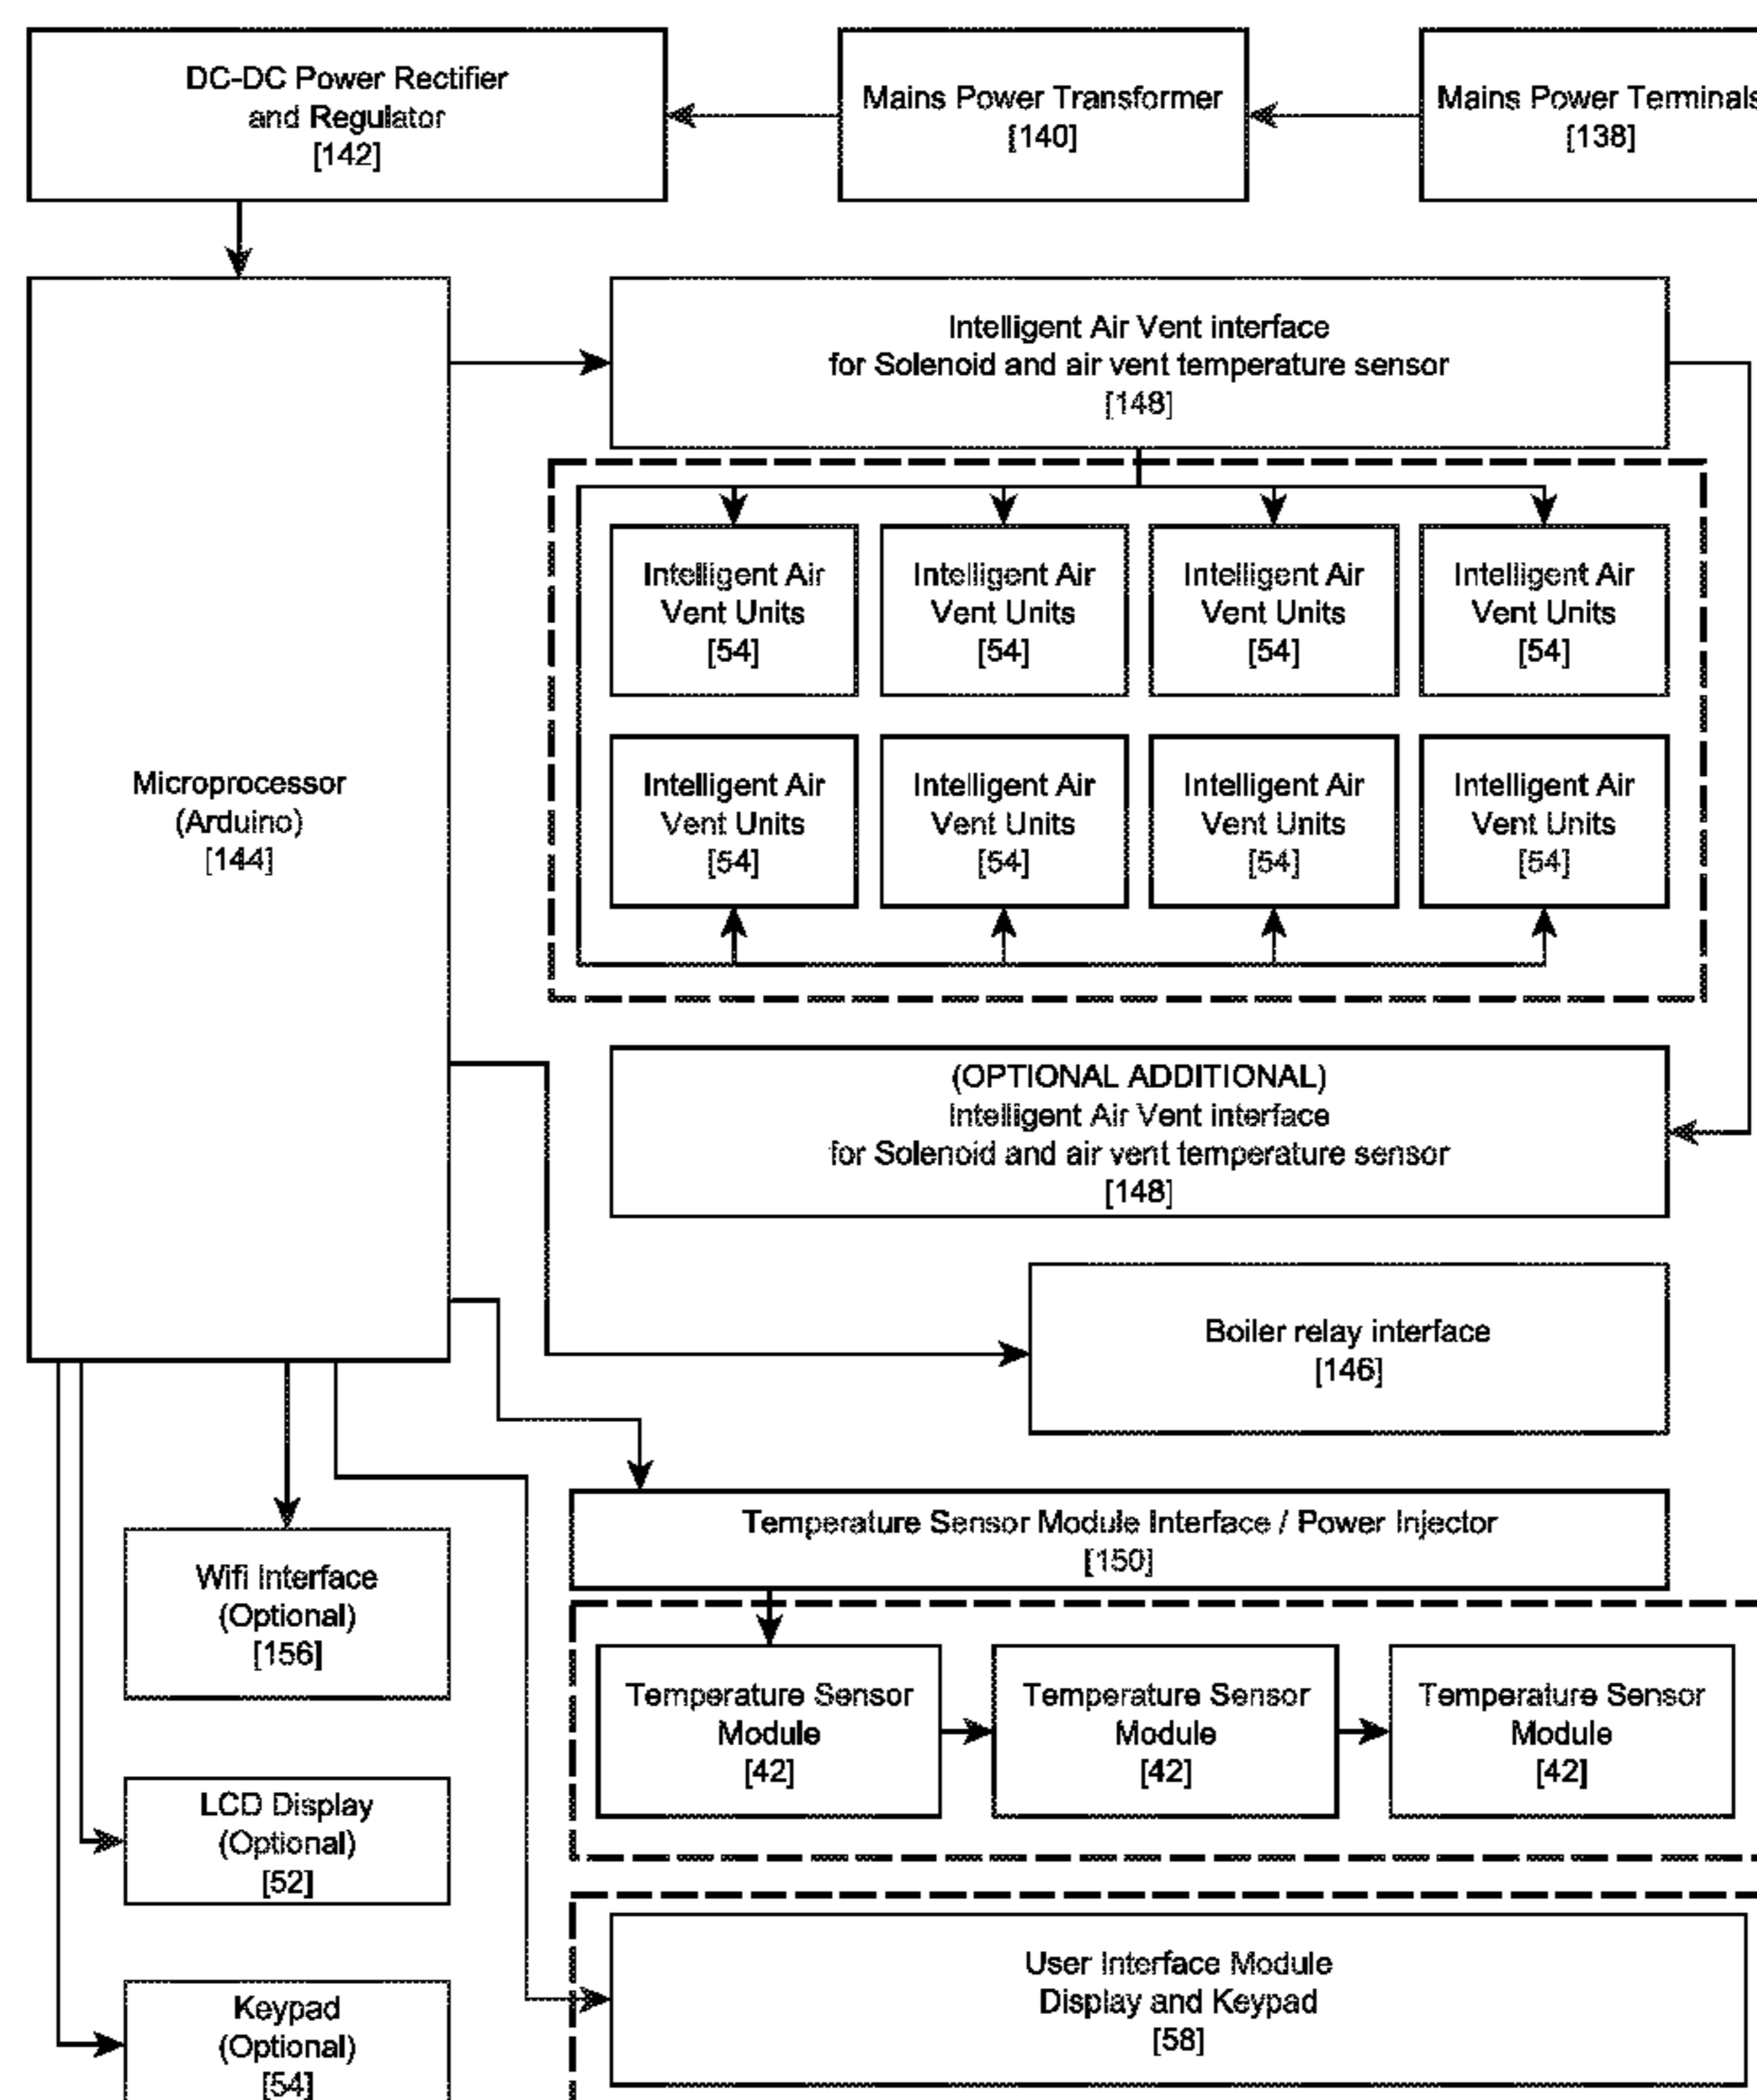 DC-DC Power Rectifier
and Regulator
[142]
Mains Power Transformer
[140]
Mains Power Terminals
[138]
Intelligent Air Vent interface
for Solenoid and air vent temperature sensor
[148]
Microprocessor
(Arduino)
[144]
Intelligent Air
Vent Units
[54]
Intelligent Air
Vent Units
[54]
Intelligent Air
Vent Units
[54]
Intelligent Air
Vent Units
[54]
Intelligent Air
Vent Units
[54]
Intelligent Air
Vent Units
[54]
Intelligent Air
Vent Units
[54]
Intelligent Air
Vent Units
[54]
(OPTIONAL ADDITIONAL)
Intelligent Air Vent interface
for Solenoid and air vent temperature sensor
[148]
Boiler relay interface
[146]
Temperature Sensor Module Interface / Power Injector
[150]
Wifi Interface
(Optional)
[156]
Temperature Sensor
Module
[42]
Temperature Sensor
Module
[42]
Temperature Sensor
Module
[42]
LCD Display
(Optional)
[52]
User Interface Module
Display and Keypad
[58]
Keypad
(Optional)
[54]